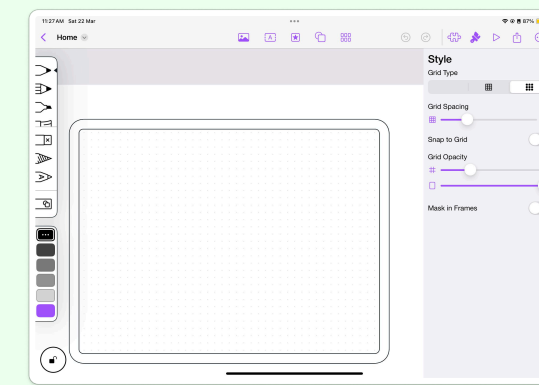 11:27 AM Sat 22 Mar
87%
Home
A
Style
Grid Type
Grid Spacing
Snap to Grid
Grid Opacity
Mask in Frames